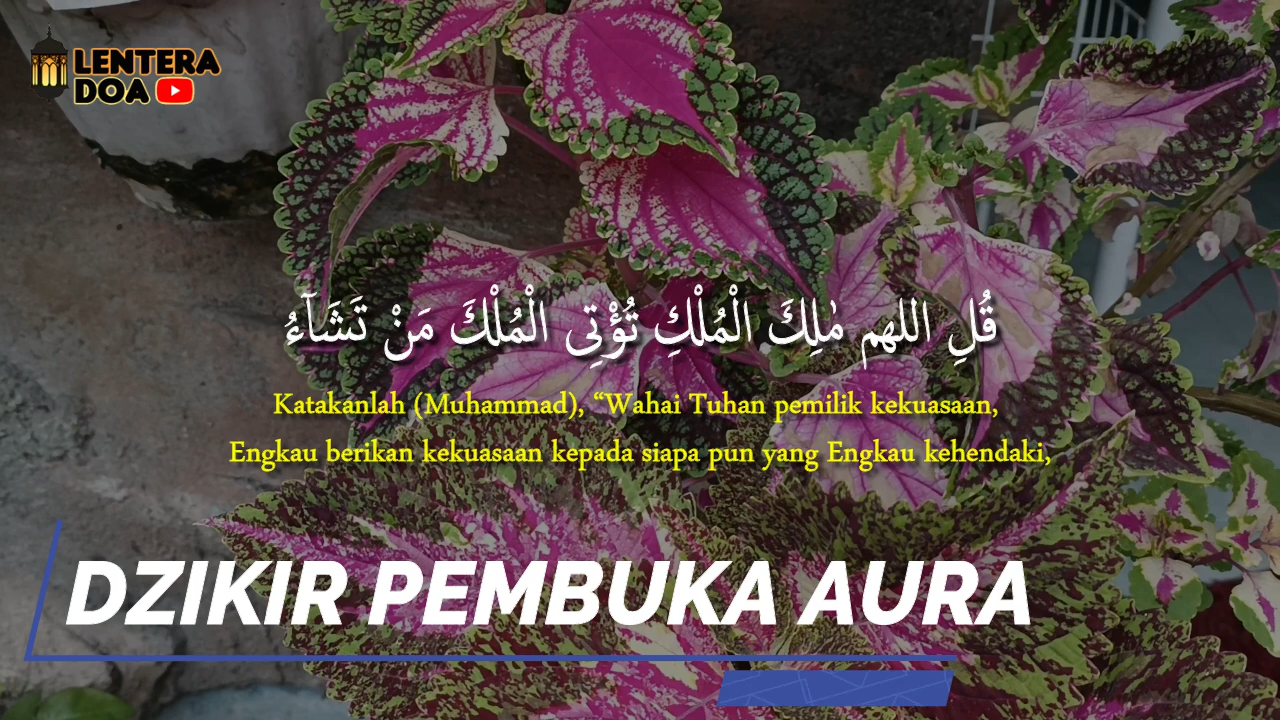 LENTERA
DOA
قُلِ اللهم مٰلِكَ الْمُلْكِ تُؤْتِى الْمُلْكَ مَنْ تَشَآءُ
Katakanlah (Muhammad), “Wahai Tuhan pemilik kekuasaan,
Engkau berikan kekuasaan kepada siapa pun yang Engkau kehendaki,
DZIKIR PEMBUKA AURA